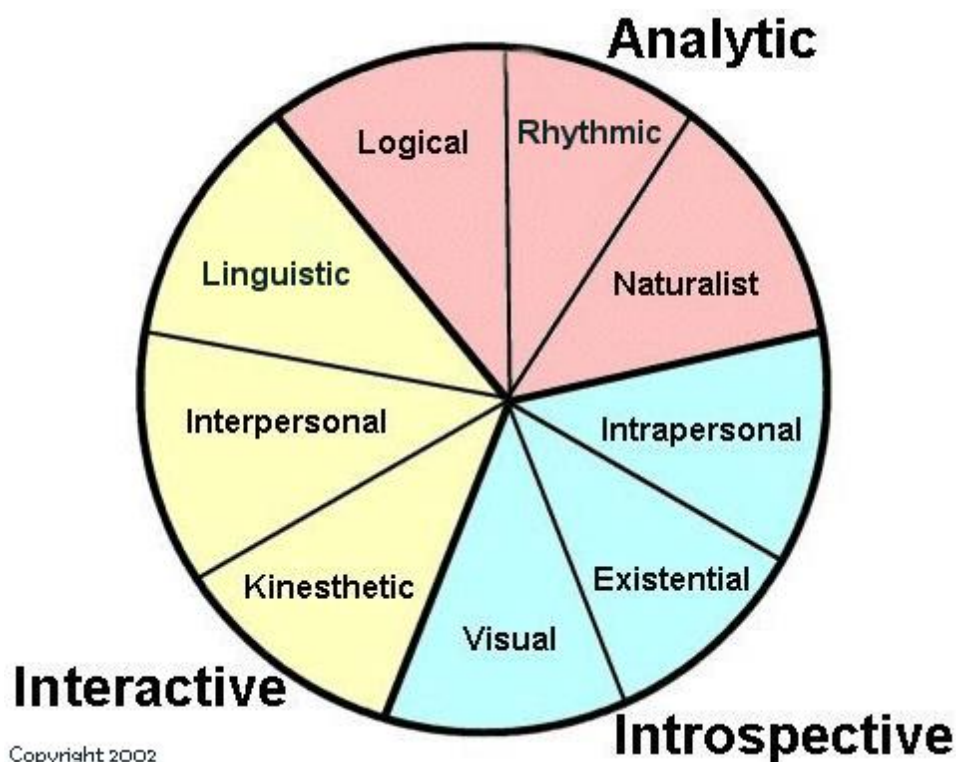 Analytic
Logical
Rhythmic
Naturalist
Linguistic
Interpersonal
Intrapersonal
Kinesthetic
Existential
Visual
Interactive
Introspective
Copyright 2002